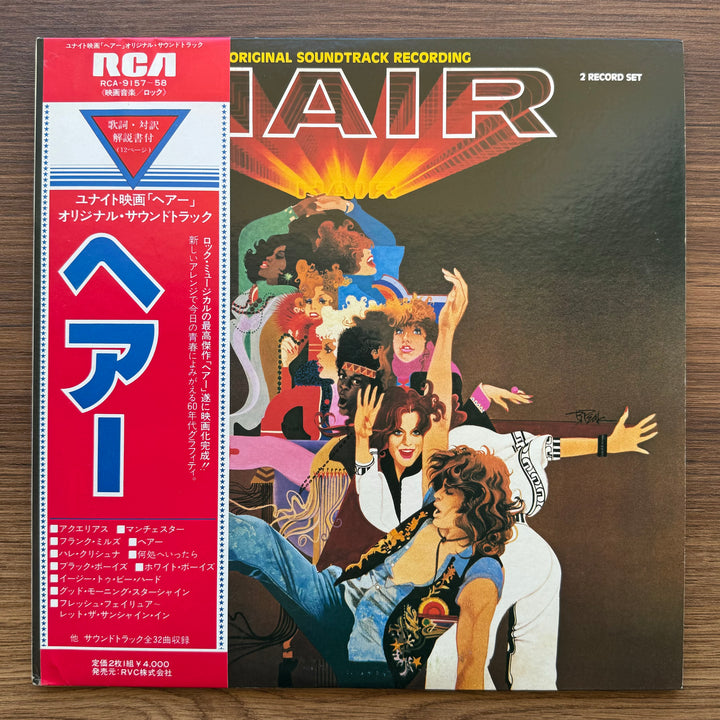 ユナイト映画「ヘアー」オリジナル・サウンドトラック
RCA
RCA-9157~58
〈映画音楽/ロック〉
歌詞・対訳
解説書付
(12ページ)
ユナイト映画「ヘアー」
オリジナル・サウンドトラック
ヘアー
ロック・ミュージカルの最高傑作「ヘアー」遂に映画化完成!!
新しいアレンジで今日の青春によみがえる60年代グラフィティ。
■アクエリアス ■マンチェスター
■フランク・ミルズ ■ヘアー
■ハレ・クリシュナ ■何処へいったら
■ブラック・ボーイズ ■ホワイト・ボーイズ
■イージー・トゥ・ビー・ハード
■グッド・モーニング・スターシャイン
■フレッシュ・フェイリュアー~
レット・ザ・サンシャイン・イン
他 サウンドトラック全32曲収録
定価2枚1組¥4,000
発売元:RVC株式会社
ORIGINAL SOUNDTRACK RECORDING
2 RECORD SET
HAIR
HAIR